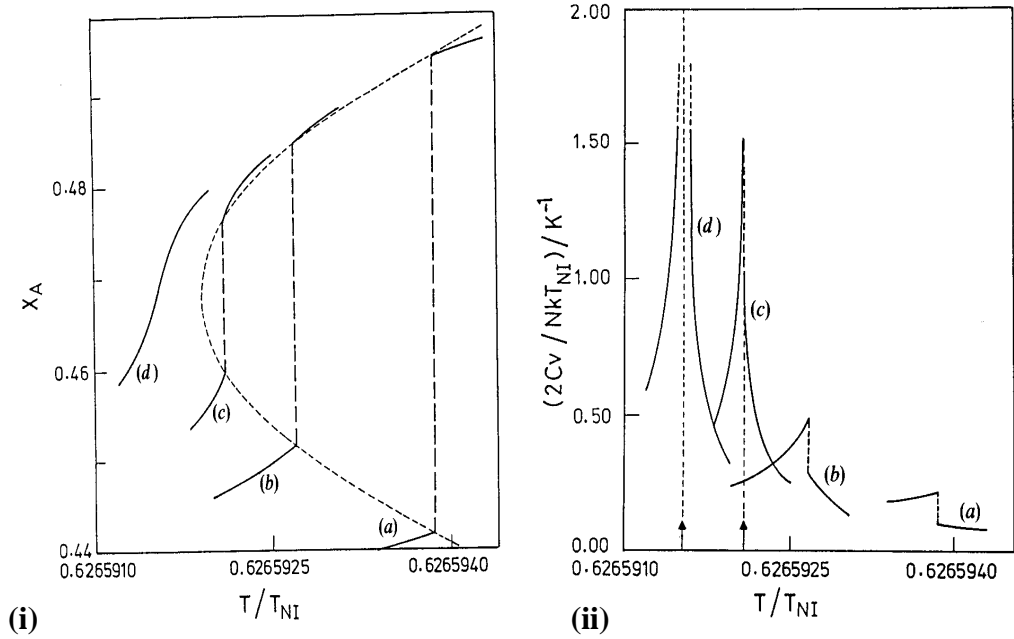 0.48
0.46
0.44
X_A
(d)
(c)
(b)
(a)
0.6265910
0.6265925
0.6265940
T/T_NI
(i)
2.00
1.50
1.00
0.50
0.00
(2Cv/NkT_NI)/K⁻¹
(d)
(c)
(b)
(a)
0.6265910
0.6265925
0.6265940
T/T_NI
(ii)